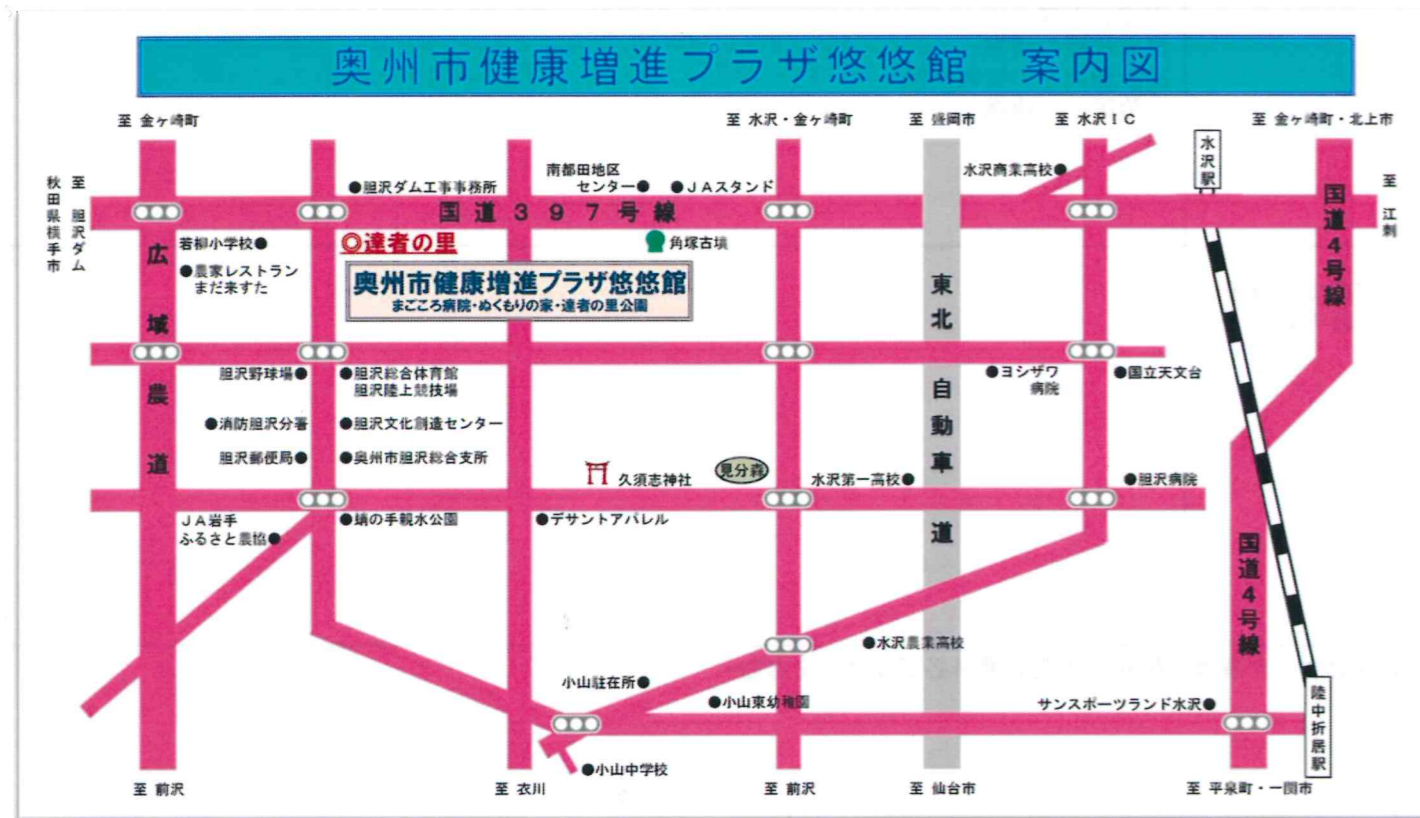 奥州市健康増進プラザ悠悠館　案内図
至 金ヶ崎町
至 水沢・金ヶ崎町
至 盛岡市
至 水沢IC
至 金ヶ崎町・北上市
水沢駅
水沢商業高校●
南都田地区
センター●
●胆沢ダム工事事務所
●JAスタンド
至 胆沢ダム
秋田県横手市
至 江刺
国道397号線
国道4号線
若柳小学校●
◎達者の里
角塚古墳
広域農道
●農家レストラン
まだ来すた
奥州市健康増進プラザ悠悠館
まごころ病院・ぬくもりの家・達者の里公園
東北自動車道
胆沢野球場●
●胆沢総合体育館
胆沢陸上競技場
●ヨシザワ
病院
●国立天文台
●消防胆沢分署
●胆沢文化創造センター
胆沢郵便局●
●奥州市胆沢総合支所
久須志神社
見分森
水沢第一高校●
●胆沢病院
JA岩手
ふるさと農協●
●蛸の手親水公園
●デサントアパレル
国道4号線
●水沢農業高校
小山駐在所●
●小山東幼稚園
サンスポーツランド水沢●
陸中折居駅
●小山中学校
至 前沢
至 衣川
至 前沢
至 仙台市
至 平泉町・一関市